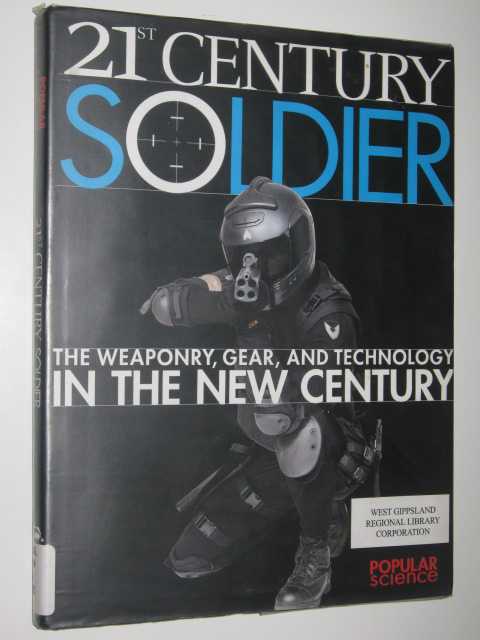 21ST CENTURY
SOLDIER
THE WEAPONRY, GEAR, AND TECHNOLOGY
IN THE NEW CENTURY
WEST GIPPSLAND
REGIONAL LIBRARY
CORPORATION
POPULAR
SCIENCE
POPULAR
21ST CENTURY SOLDIER